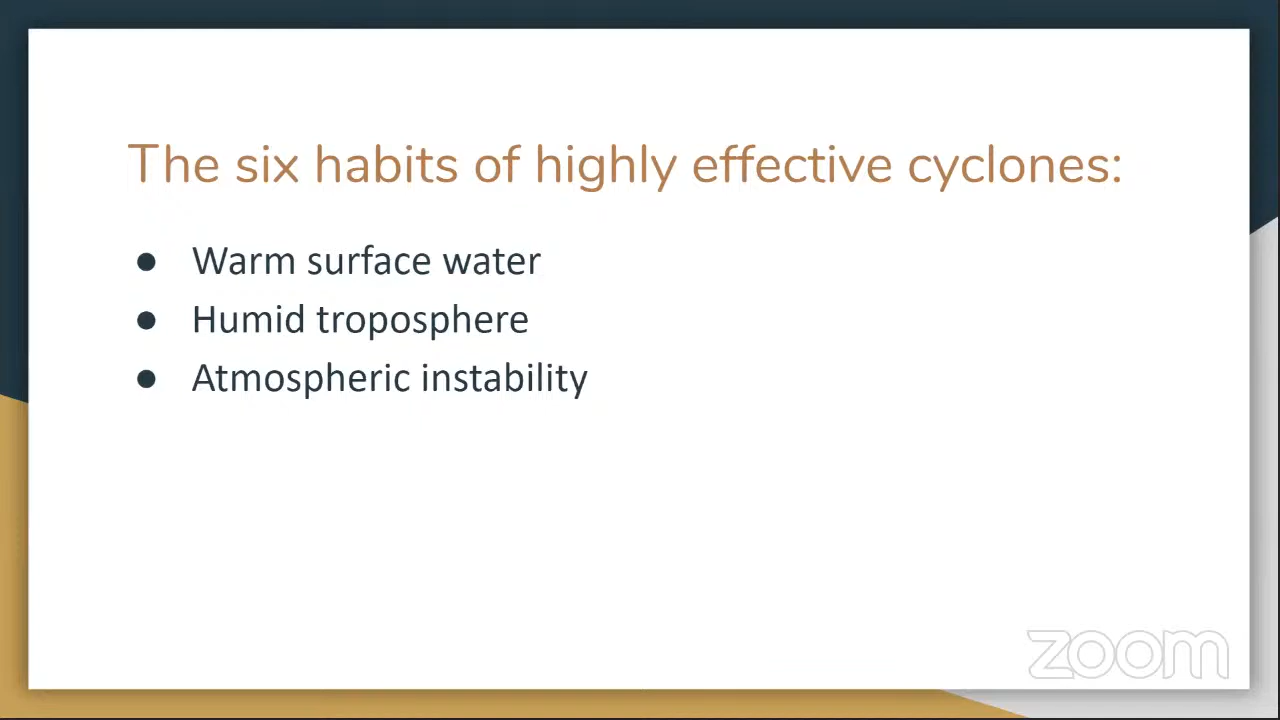 The six habits of highly effective cyclones:
● Warm surface water
● Humid troposphere
● Atmospheric instability
zoom